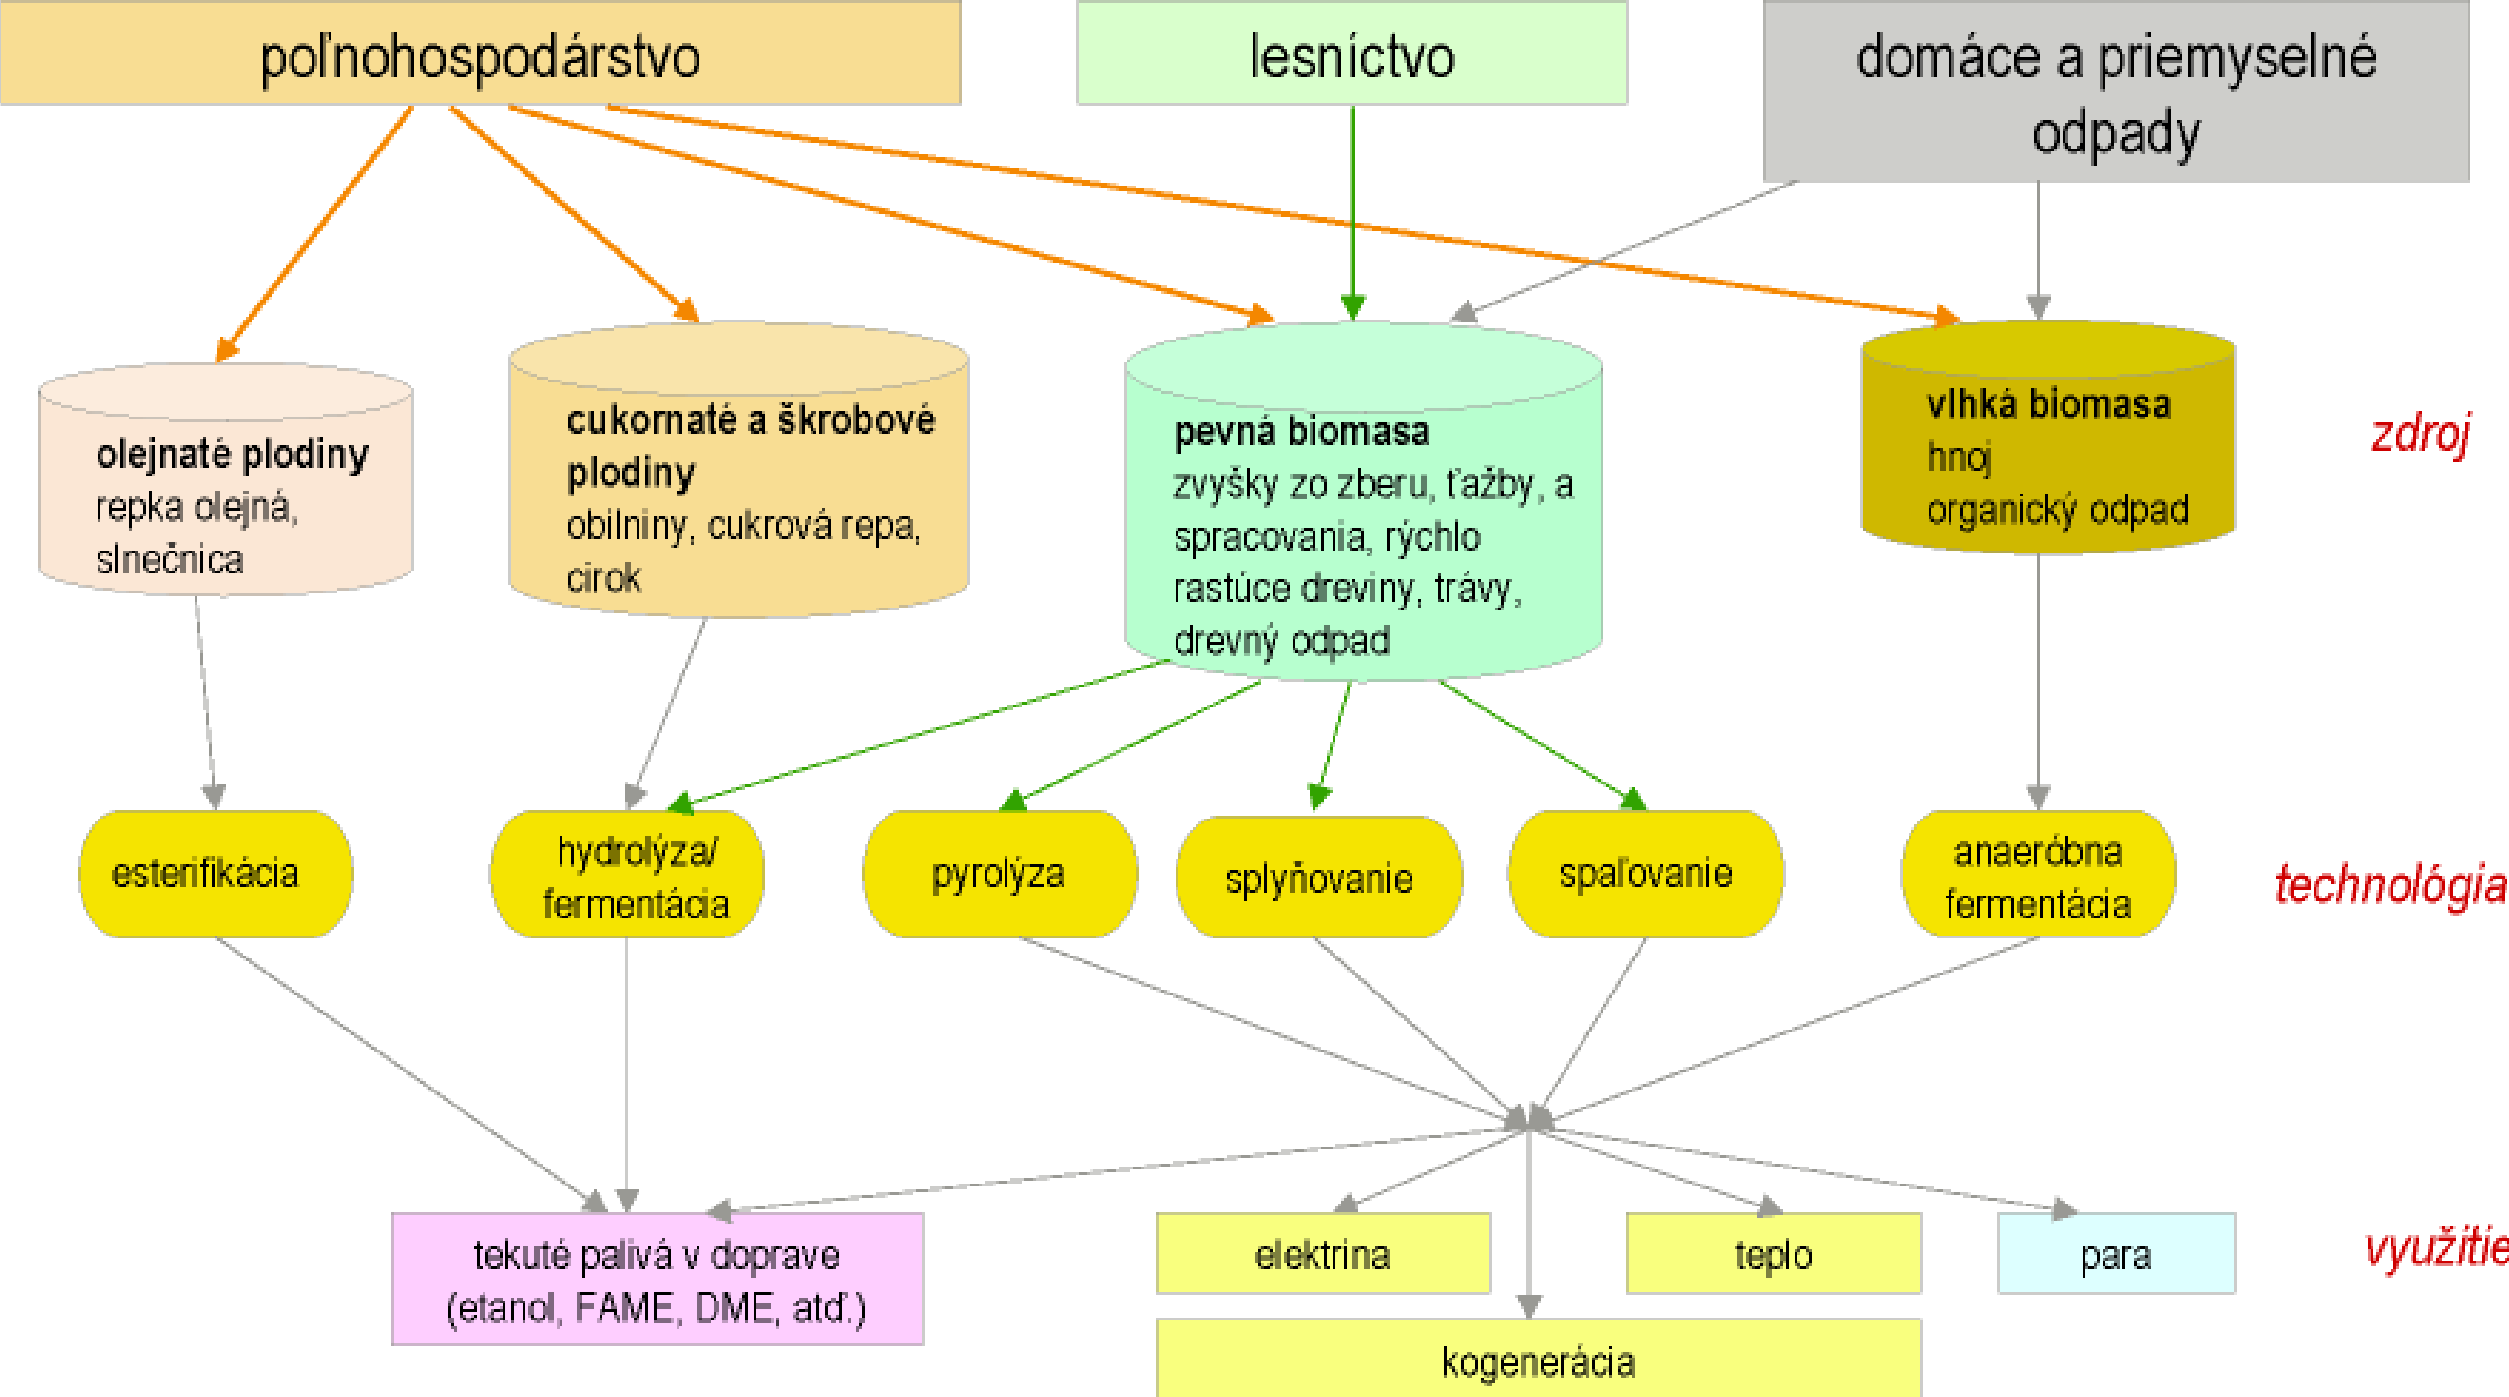 poľnohospodárstvo
lesníctvo
domáce a priemyselné
odpady
olejnaté plodiny
repka olejná,
slnečnica
cukornaté a škrobové
plodiny
obilniny, cukrová repa,
cirok
pevná biomasa
zvyšky zo zberu, ťažby, a
spracovania, rýchlo
rastúce dreviny, trávy,
drevný odpad
vlhká biomasa
hnoj
organický odpad
zdroj
esterifikácia
hydrolýza/
fermentácia
pyrolýza
splyňovanie
spaľovanie
anaeróbna
fermentácia
technológia
tekuté palivá v doprave
(etanol, FAME, DME, atď.)
elektrina
teplo
para
využitie
kogenerácia